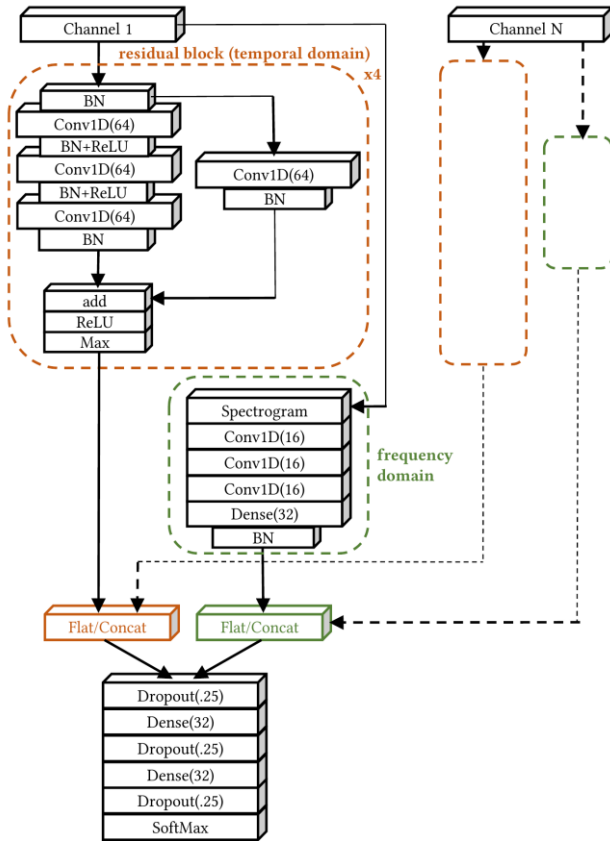 Channel 1
Channel N
residual block (temporal domain)
x4
BN
Conv1D(64)
BN+ReLU
Conv1D(64)
BN+ReLU
Conv1D(64)
BN
Conv1D(64)
BN
add
ReLU
Max
Spectrogram
Conv1D(16)
Conv1D(16)
Conv1D(16)
Dense(32)
BN
frequency
domain
Flat/Concat
Flat/Concat
Dropout(.25)
Dense(32)
Dropout(.25)
Dense(32)
Dropout(.25)
SoftMax